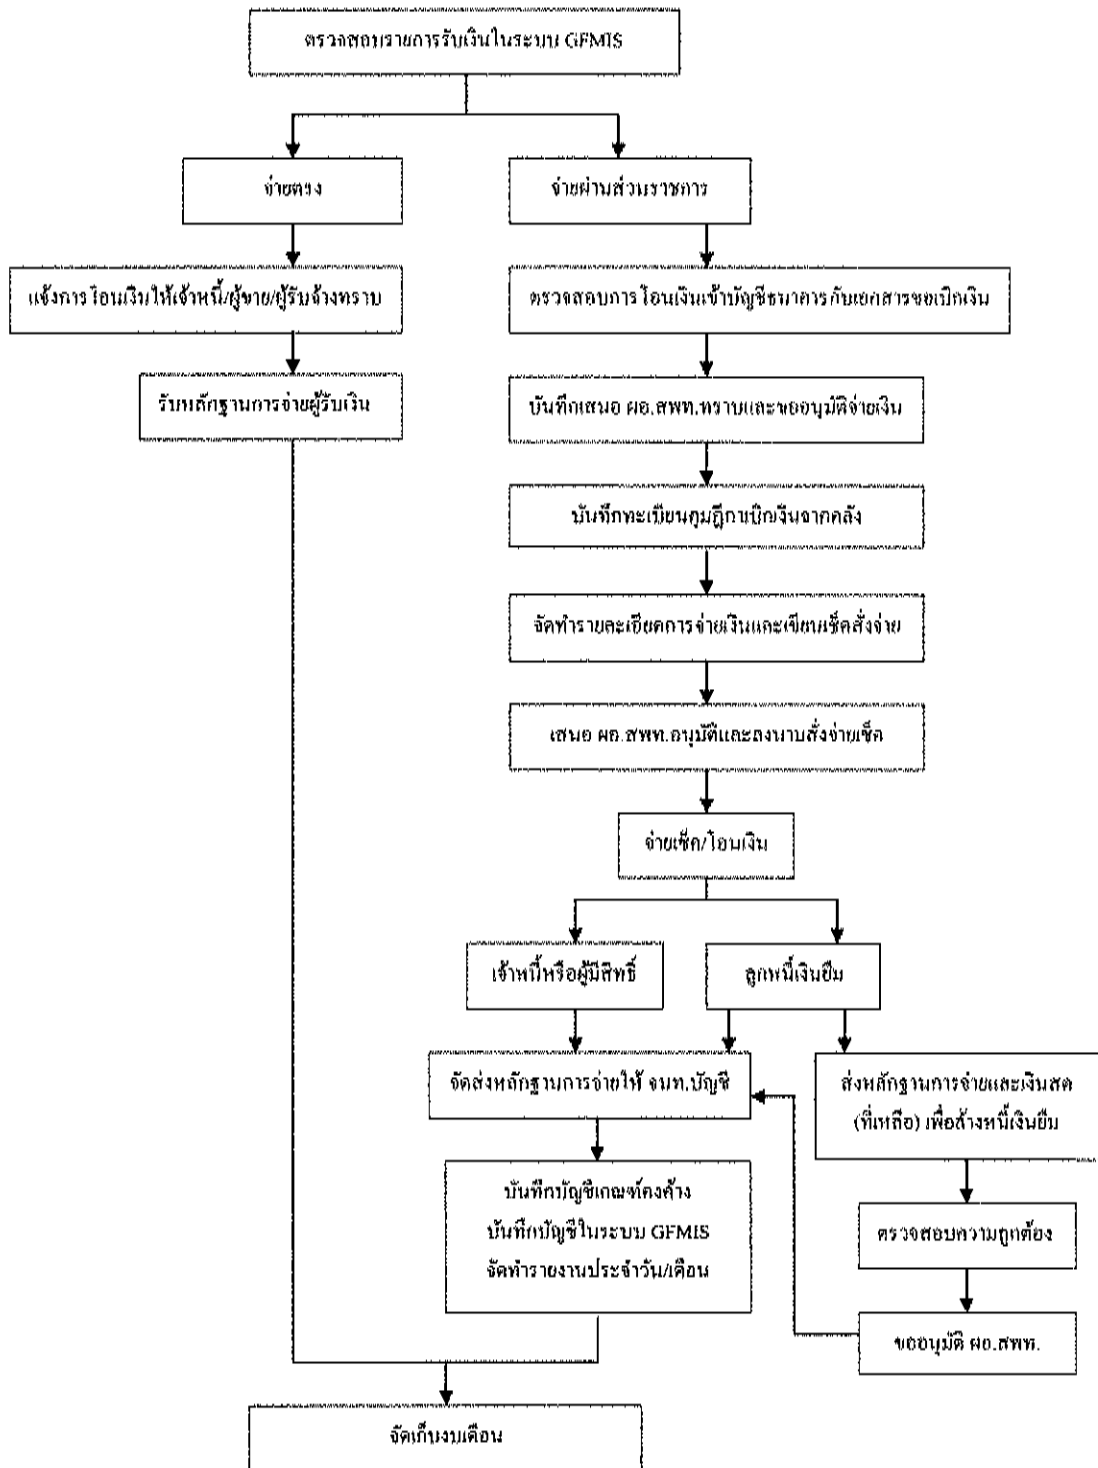 ตรวจสอบรายการรับเงินในระบบ GFMIS
จ่ายตรง
จ่ายผ่านส่วนราชการ
แจ้งการโอนเงินให้เจ้าหนี้/ผู้ขาย/ผู้รับจ้างทราบ
ตรวจสอบการโอนเงินเข้าบัญชีธนาคารกับเอกสารขอเบิกเงิน
รับหลักฐานการจ่ายผู้รับเงิน
บันทึกเสนอ ผอ.สพท.ทราบและขออนุมัติจ่ายเงิน
บันทึกทะเบียนคุมฎีกาเบิกเงินจากคลัง
จัดทำรายละเอียดการจ่ายเงินและเขียนเช็คสั่งจ่าย
เสนอ ผอ.สพท.อนุมัติและลงนามสั่งจ่ายเช็ค
จ่ายเช็ค/โอนเงิน
เจ้าหนี้หรือผู้มีสิทธิ์
ลูกหนี้เงินยืม
จัดส่งหลักฐานการจ่ายให้ จนท.บัญชี
ส่งหลักฐานการจ่ายและเงินสด
(ที่เหลือ) เพื่อล้างหนี้เงินยืม
บันทึกบัญชีเกณฑ์คงค้าง
บันทึกบัญชีในระบบ GFMIS
จัดทำรายงานประจำวัน/เดือน
ตรวจสอบความถูกต้อง
ขออนุมัติ ผอ.สพท.
จัดเก็บงบเดือน